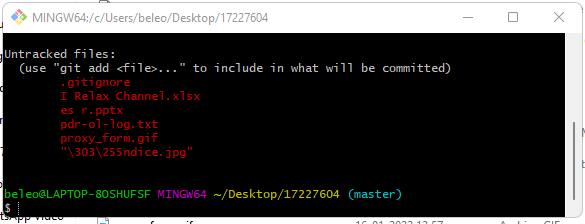 MINGW64:/c/Users/beleo/Desktop/17227604
Untracked files:
(use "git add <file>..." to include in what will be committed)
.gitignore
I Relax Channel.xlsx
es r.pptx
pdr-ol-log.txt
proxy_form.gif
"\303\255ndice.jpg"
beleo@LAPTOP-8OSHUFSF MINGW64 ~/Desktop/17227604 (master)
$